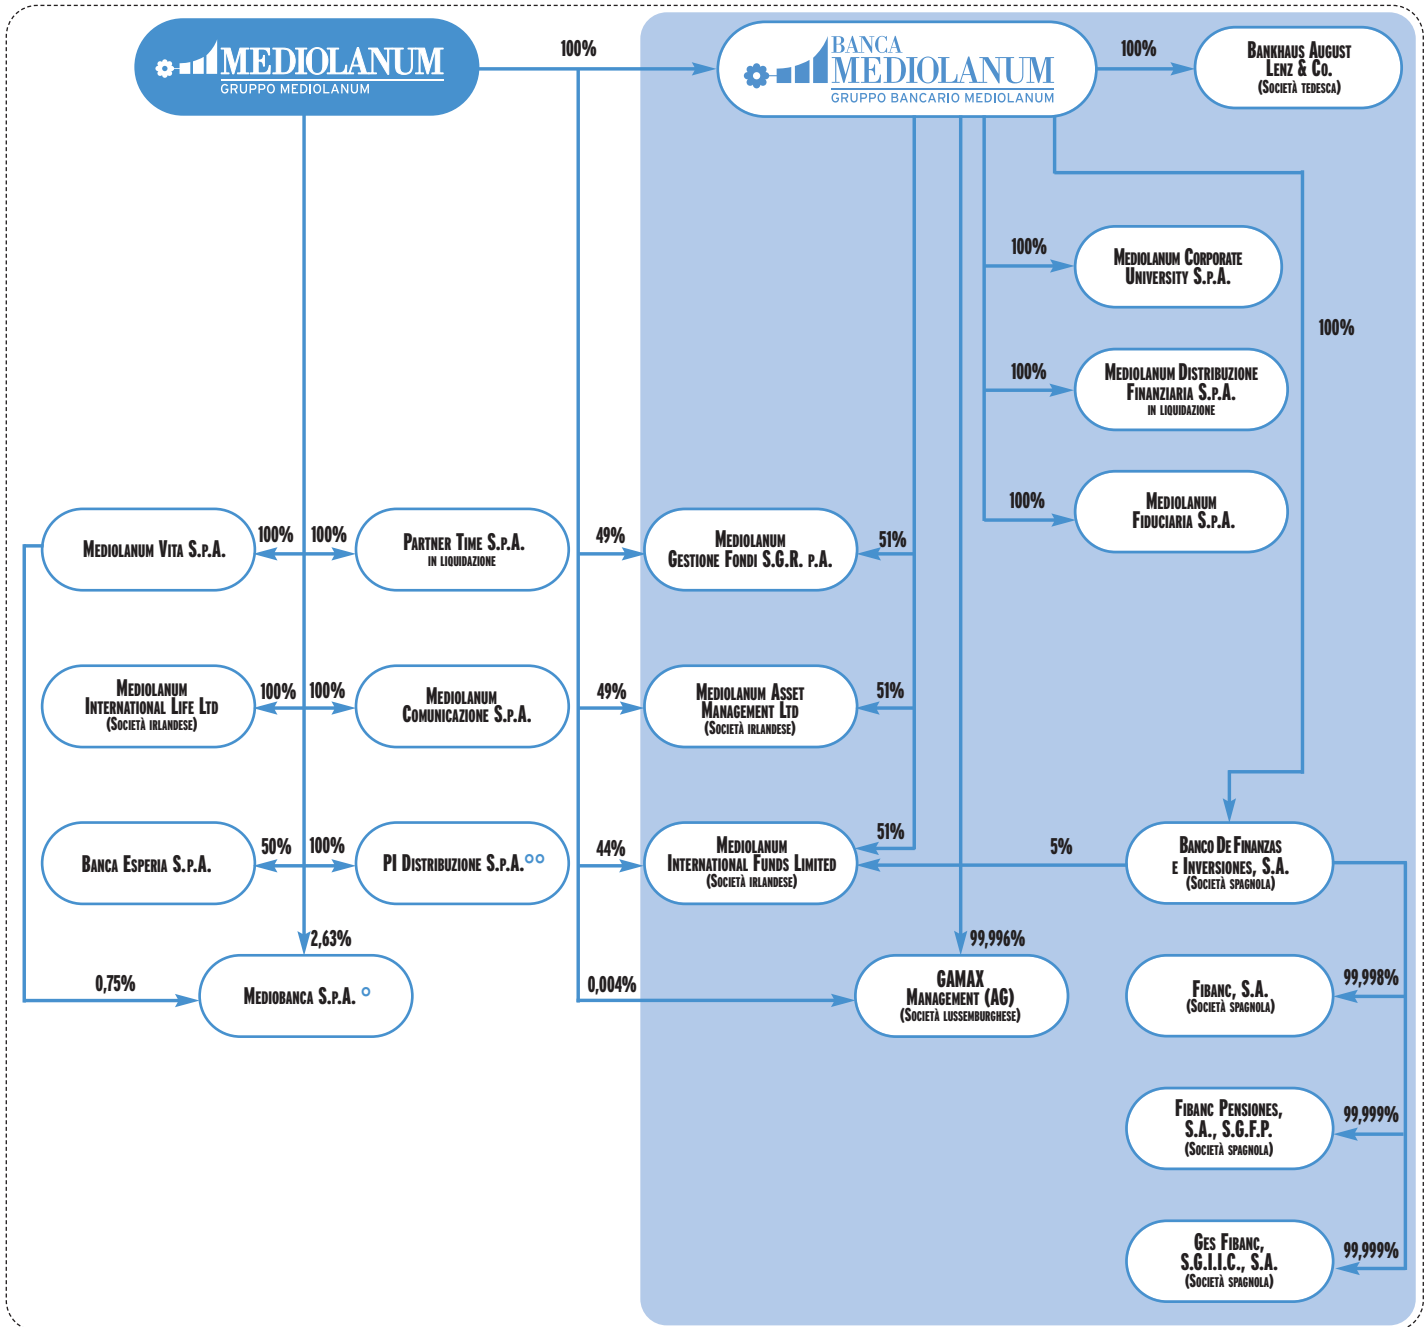 MEDIOLANUM
GRUPPO MEDIOLANUM
100%
BANCA
MEDIOLANUM
GRUPPO BANCARIO MEDIOLANUM
100%
BANKHAUS AUGUST
LENZ & CO.
(SOCIETÀ TEDESCA)
100%
MEDIOLANUM CORPORATE
UNIVERSITY S.P.A.
100%
100%
MEDIOLANUM DISTRIBUZIONE
FINANZIARIA S.P.A.
IN LIQUIDAZIONE
100%
MEDIOLANUM
FIDUCIARIA S.P.A.
MEDIOLANUM VITA S.P.A.
100%
100%
PARTNER TIME S.P.A.
IN LIQUIDAZIONE
49%
MEDIOLANUM
GESTIONE FONDI S.G.R. P.A.
51%
MEDIOLANUM
INTERNATIONAL LIFE LTD
(SOCIETÀ IRLANDESE)
100%
100%
MEDIOLANUM
COMUNICAZIONE S.P.A.
49%
MEDIOLANUM ASSET
MANAGEMENT LTD
(SOCIETÀ IRLANDESE)
51%
BANCA ESPERIA S.P.A.
50%
100%
PI DISTRIBUZIONE S.P.A.°°
44%
MEDIOLANUM
INTERNATIONAL FUNDS LIMITED
(SOCIETÀ IRLANDESE)
51%
5%
BANCO DE FINANZAS
E INVERSIONES, S.A.
(SOCIETÀ SPAGNOLA)
2,63%
0,75%
MEDIOBANCA S.P.A. °
0,004%
99,996%
GAMAX
MANAGEMENT (AG)
(SOCIETÀ LUSSEMBURGHESE)
FIBANC, S.A.
(SOCIETÀ SPAGNOLA)
99,998%
FIBANC PENSIONES,
S.A., S.G.F.P.
(SOCIETÀ SPAGNOLA)
99,999%
GES FIBANC,
S.G.I.I.C., S.A.
(SOCIETÀ SPAGNOLA)
99,999%